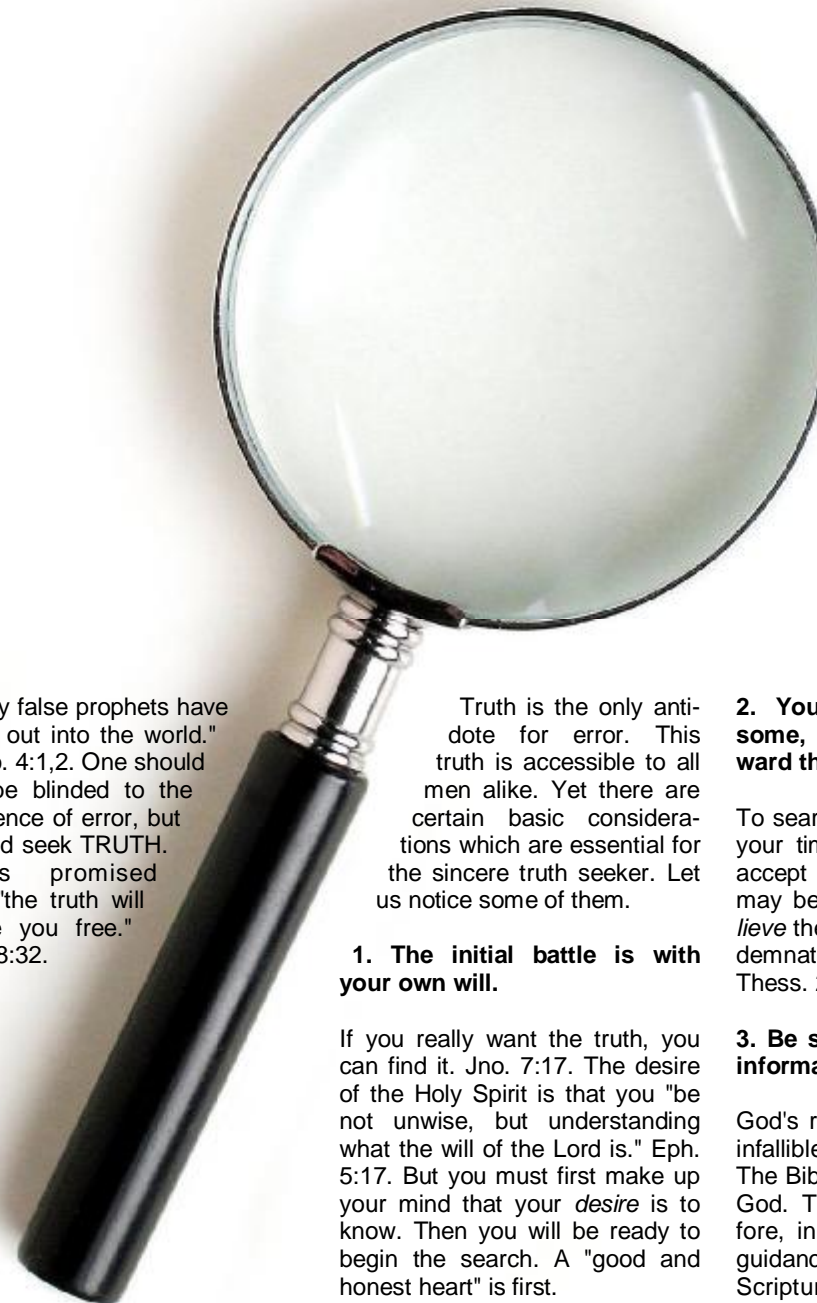 y false prophets have
out into the world."
. 4:1,2. One should
be blinded to the
ence of error, but
d seek TRUTH.
s promised
"the truth will
you free."
8:32.
Truth is the only anti-
dote for error. This
truth is accessible to all
men alike. Yet there are
certain basic considera-
tions which are essential for
the sincere truth seeker. Let
us notice some of them.
1. The initial battle is with
your own will.
If you really want the truth, you
can find it. Jno. 7:17. The desire
of the Holy Spirit is that you "be
not unwise, but understanding
what the will of the Lord is." Eph.
5:17. But you must first make up
your mind that your desire is to
know. Then you will be ready to
begin the search. A "good and
honest heart" is first.
2. You
some,
ward th
To sear
your tin
accept
may be
lieve the
demnat
Thess.
3. Be s
informa
God's r
infallible
The Bib
God. T
fore, in
guidanc
Scriptur